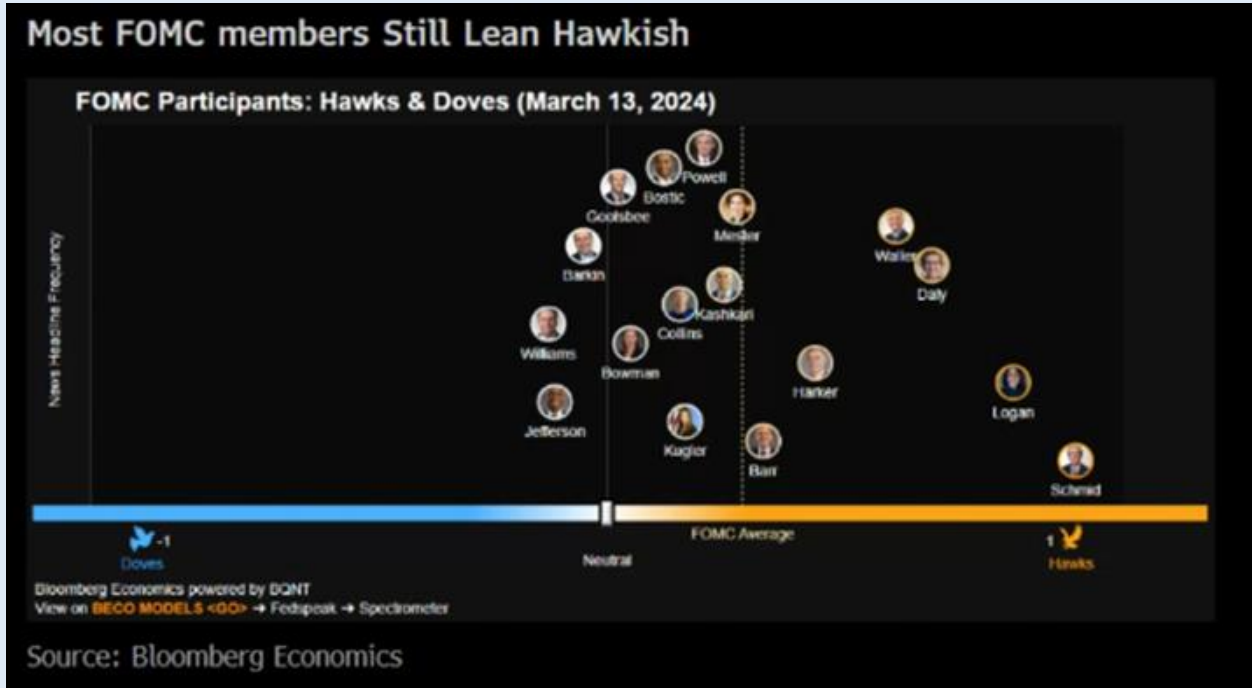 Most FOMC members Still Lean Hawkish
FOMC Participants: Hawks & Doves (March 13, 2024)
News Headline Frequency
Powell
Bostic
Goolsbee
Mester
Waller
Barkin
Daly
Kashkari
Collins
Williams
Bowman
Harker
Logan
Jefferson
Kugler
Barr
Schmid
FOMC Average
-1
1
Doves
Neutral
Hawks
Bloomberg Economics powered by BQNT
View on BECO MODELS <GO> → Fedspeak → Spectrometer
Source: Bloomberg Economics